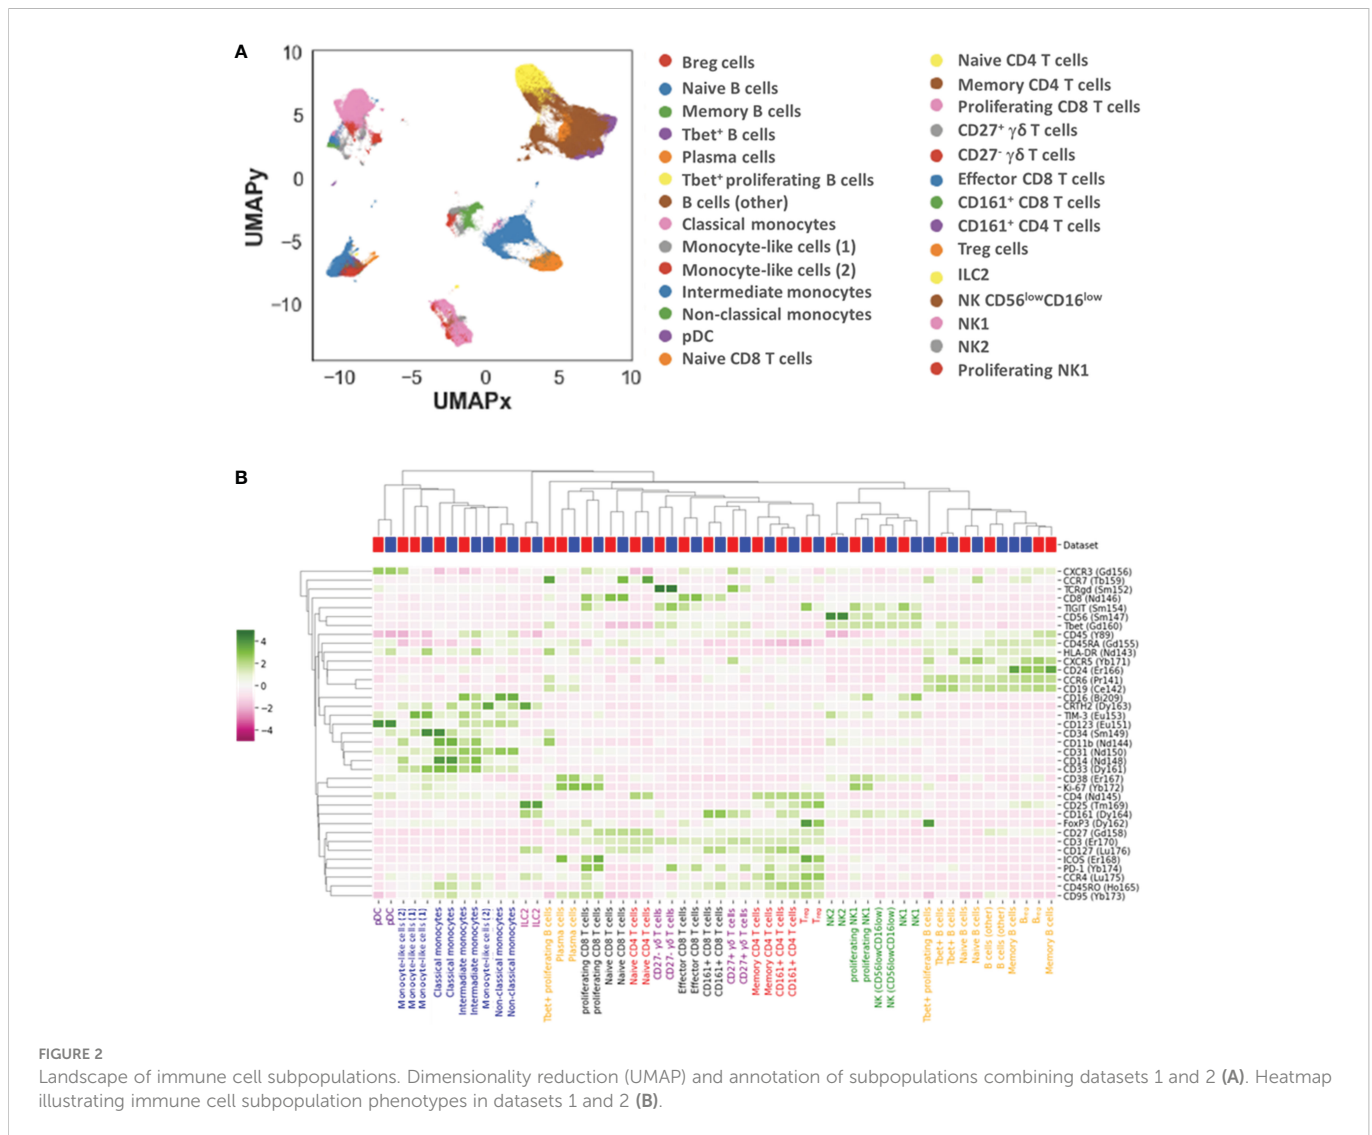 A
10
5
0
−5
−10
UMAPy
−10
−5
0
5
10
UMAPx
Breg cells
Naive B cells
Memory B cells
Tbet⁺ B cells
Plasma cells
Tbet⁺ proliferating B cells
B cells (other)
Classical monocytes
Monocyte-like cells (1)
Monocyte-like cells (2)
Intermediate monocytes
Non-classical monocytes
pDC
Naive CD8 T cells
Naive CD4 T cells
Memory CD4 T cells
Proliferating CD8 T cells
CD27⁺ γδ T cells
CD27⁻ γδ T cells
Effector CD8 T cells
CD161⁺ CD8 T cells
CD161⁺ CD4 T cells
Treg cells
ILC2
NK CD56ˡᵒʷCD16ˡᵒʷ
NK1
NK2
Proliferating NK1
B
4
2
0
−2
−4
Dataset
CXCR3 (Gd156)
CCR7 (Tb159)
TCRgd (Sm152)
CD8 (Nd146)
TIGIT (Sm154)
CD56 (Sm147)
Tbet (Gd160)
CD45 (Y89)
CD45RA (Gd155)
HLA-DR (Nd143)
CXCR5 (Yb171)
CD24 (Er166)
CCR6 (Pr141)
CD19 (Ce142)
CD16 (Bi209)
CRTH2 (Dy163)
TIM-3 (Eu153)
CD123 (Eu151)
CD34 (Sm149)
CD11b (Nd144)
CD31 (Nd150)
CD14 (Nd148)
CD33 (Dy161)
CD38 (Er167)
Ki-67 (Yb172)
CD4 (Nd145)
CD25 (Tm169)
CD161 (Dy164)
FoxP3 (Dy162)
CD27 (Gd158)
CD3 (Er170)
CD127 (Lu176)
ICOS (Er168)
PD-1 (Yb174)
CCR4 (Lu175)
CD45RO (Ho165)
CD95 (Yb173)
pDC
pDC
Monocyte-like cells (2)
Monocyte-like cells (1)
Monocyte-like cells (1)
Classical monocytes
Classical monocytes
Intermadiate monocytes
Intermadiate monocytes
Monocyte-like cells (2)
Non-classical monocytes
Non-classical monocytes
ILC2
ILC2
Tbet+ proliferating B cells
Plasma cells
Plasma cells
proliferating CD8 T cells
proliferating CD8 T cells
Naive CD8 T cells
Naive CD8 T cells
Naive CD4 T cells
Naive CD4 T cells
CD27- γδ T cells
CD27- γδ T cells
Effector CD8 T cells
Effector CD8 T cells
CD161+ CD8 T cells
CD161+ CD8 T cells
CD27+ γδ T cells
CD27+ γδ T cells
Memory CD4 T cells
Memory CD4 T cells
CD161+ CD4 T cells
CD161+ CD4 T cells
Treg
Treg
NK2
NK2
proliferating NK1
proliferating NK1
NK (CD56lowCD16low)
NK (CD56lowCD16low)
NK1
NK1
Tbet+ proliferating B cells
Tbet+ B cells
Tbet+ B cells
Naive B cells
Naive B cells
B cells (other)
B cells (other)
Memory B cells
Breg
Breg
Memory B cells
FIGURE 2
Landscape of immune cell subpopulations. Dimensionality reduction (UMAP) and annotation of subpopulations combining datasets 1 and 2 (A). Heatmap
illustrating immune cell subpopulation phenotypes in datasets 1 and 2 (B).